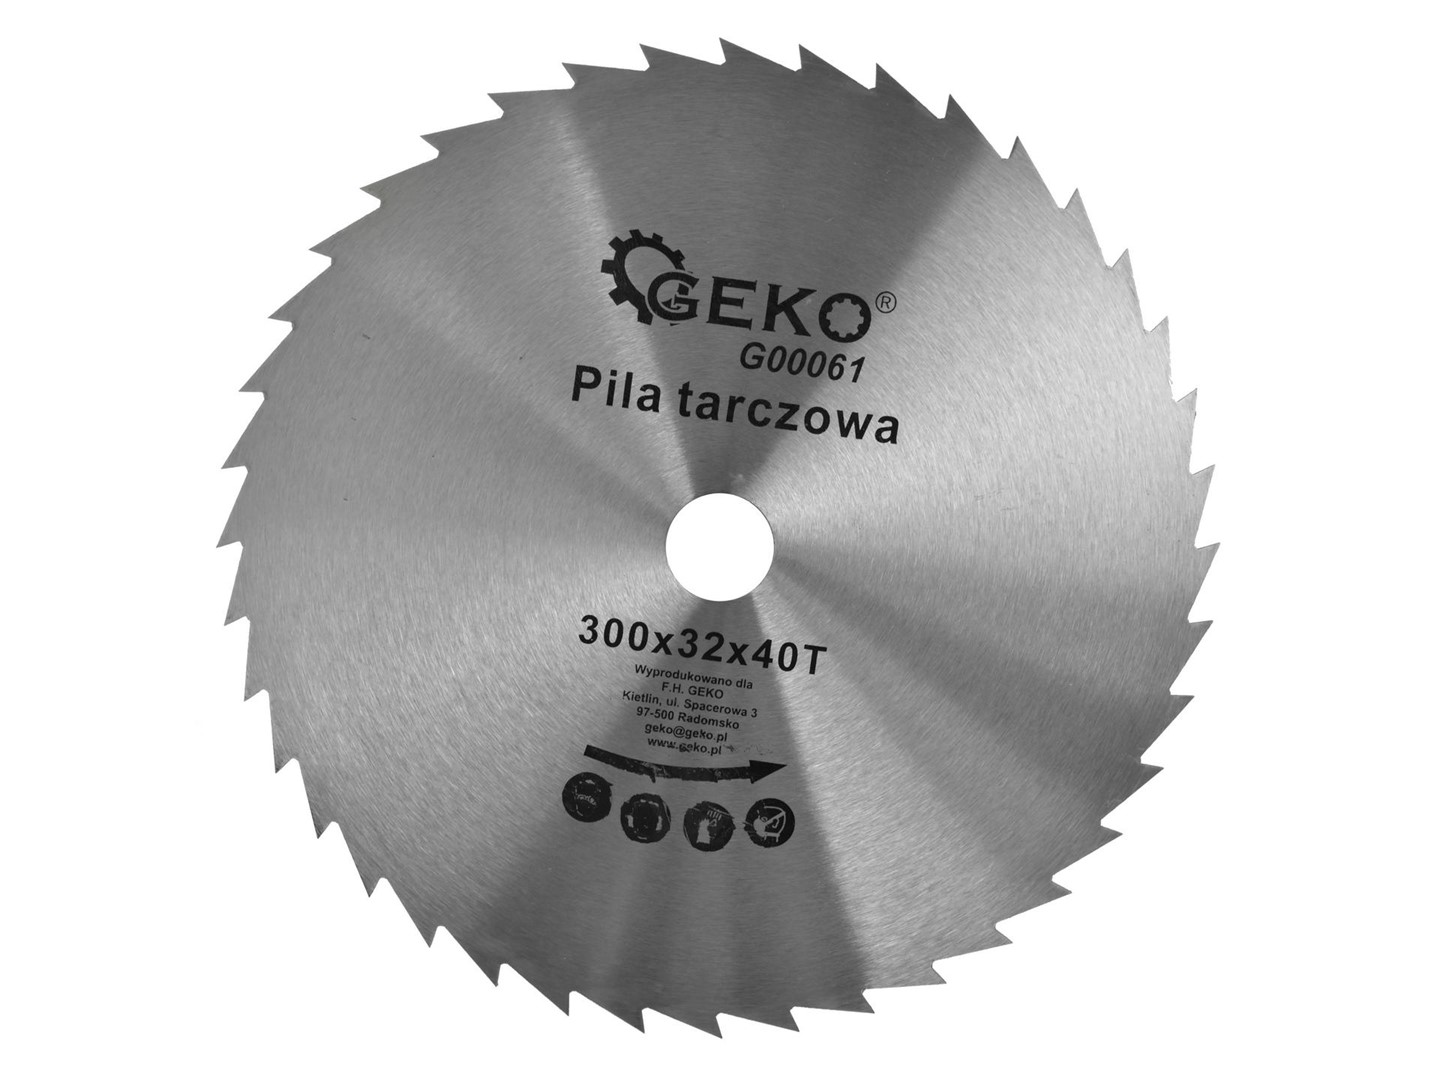 GEKO®
G00061
Pila tarczowa
300x32x40T
Wyprodukowano dla
F.H. GEKO
Kietlin, ul. Spacerowa 3
97-500 Radomsko
geko@geko.pl
www.geko.pl